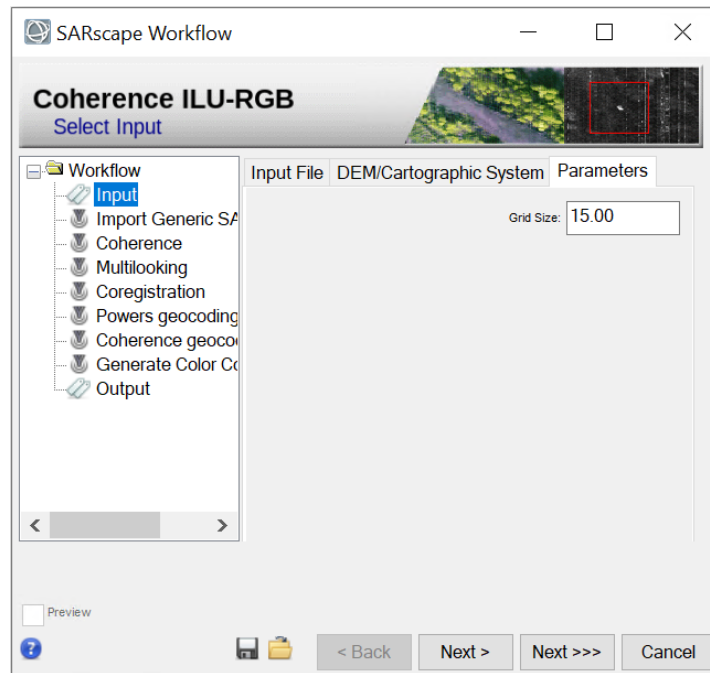 SARscape Workflow
Coherence ILU-RGB
Select Input
Workflow
Input
Import Generic SA
Coherence
Multilooking
Coregistration
Powers geocoding
Coherence geoco
Generate Color Co
Output
Input File DEM/Cartographic System Parameters
Grid Size: 15.00
Preview
< Back Next > Next >>> Cancel